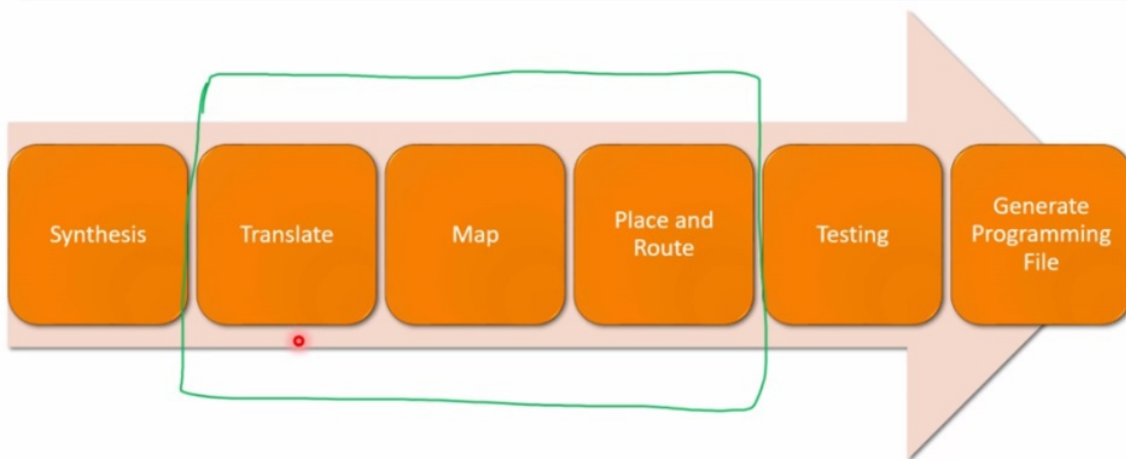 Synthesis
Translate
Map
Place and
Route
Testing
Generate
Programming
File